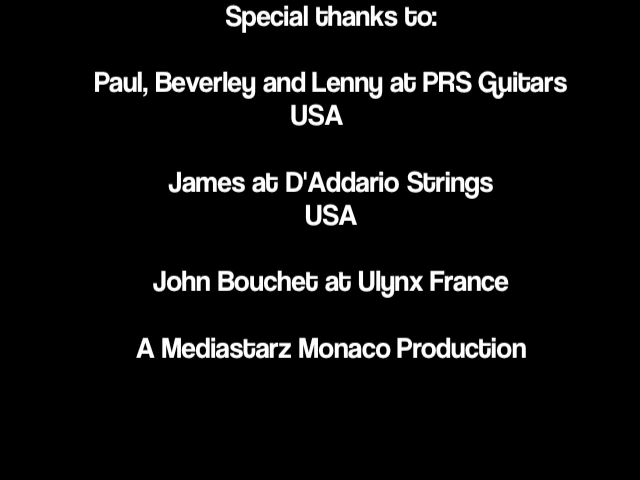 Special thanks to:
Paul, Beverley and Lenny at PRS Guitars
USA
James at D'Addario Strings
USA
John Bouchet at Ulynx France
A Mediastarz Monaco Production